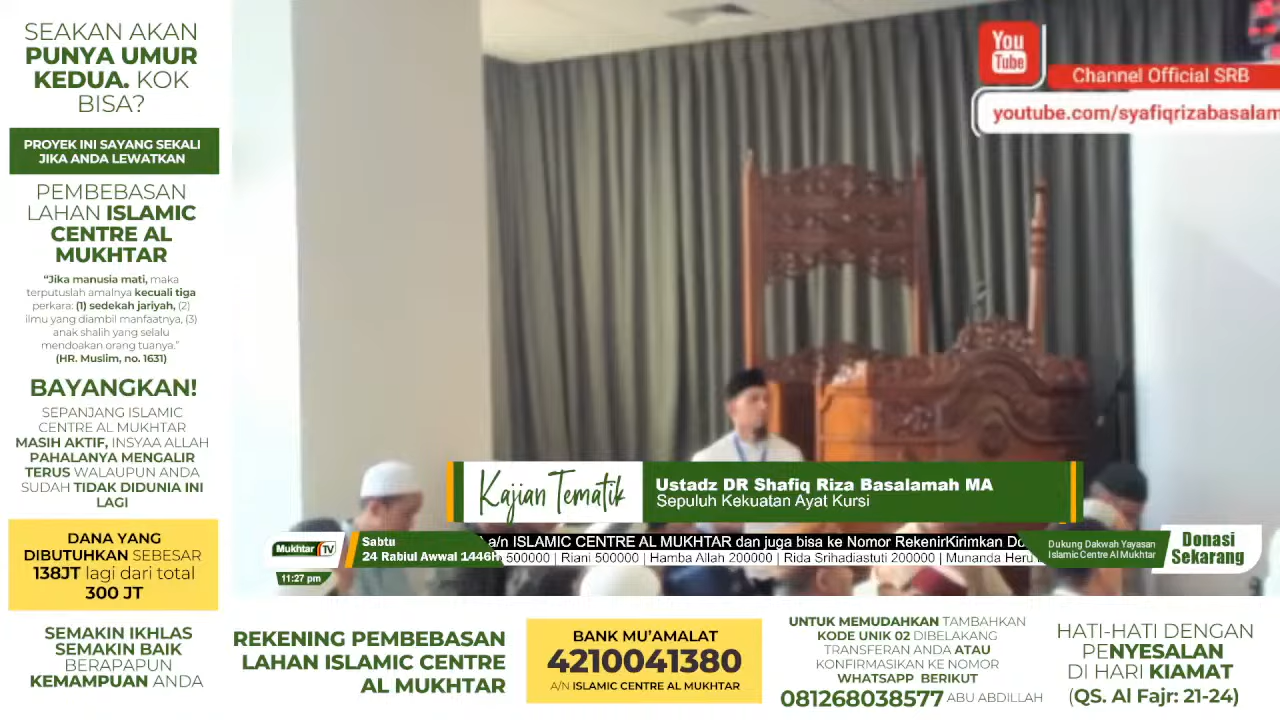 SEAKAN AKAN
PUNYA UMUR
KEDUA. KOK
BISA?
PROYEK INI SAYANG SEKALI
JIKA ANDA LEWATKAN
PEMBEBASAN
LAHAN ISLAMIC
CENTRE AL
MUKHTAR
“Jika manusia mati, maka
terputuslah amalnya kecuali tiga
perkara: (1) sedekah jariyah, (2)
ilmu yang diambil manfaatnya, (3)
anak shalih yang selalu
mendoakan orang tuanya.”
(HR. Muslim, no. 1631)
BAYANGKAN!
SEPANJANG ISLAMIC
CENTRE AL MUKHTAR
MASIH AKTIF, INSYAA ALLAH
PAHALANYA MENGALIR
TERUS WALAUPUN ANDA
SUDAH TIDAK DIDUNIA INI
LAGI
DANA YANG
DIBUTUHKAN SEBESAR
138JT lagi dari total
300 JT
SEMAKIN IKHLAS
SEMAKIN BAIK
BERAPAPUN
KEMAMPUAN ANDA
You
Tube
Channel Official SRB
youtube.com/syafiqrizabasalam
Kajian Tematik
Ustadz DR Shafiq Riza Basalamah MA
Sepuluh Kekuatan Ayat Kursi
Mukhtar TV
11:27 pm
Sabtu
24 Rabiul Awwal 1446H
a/n ISLAMIC CENTRE AL MUKHTAR dan juga bisa ke Nomor RekenirKirimkan Do
500000 | Riani 500000 | Hamba Allah 200000 | Rida Srihadiastuti 200000 | Munanda Heru
Dukung Dakwah Yayasan
Islamic Centre Al Mukhtar
Donasi
Sekarang
REKENING PEMBEBASAN
LAHAN ISLAMIC CENTRE
AL MUKHTAR
BANK MU’AMALAT
4210041380
A/N ISLAMIC CENTRE AL MUKHTAR
UNTUK MEMUDAHKAN TAMBAHKAN
KODE UNIK 02 DIBELAKANG
TRANSFERAN ANDA ATAU
KONFIRMASIKAN KE NOMOR
WHATSAPP BERIKUT
081268038577 ABU ABDILLAH
HATI-HATI DENGAN
PENYESALAN
DI HARI KIAMAT
(QS. Al Fajr: 21-24)